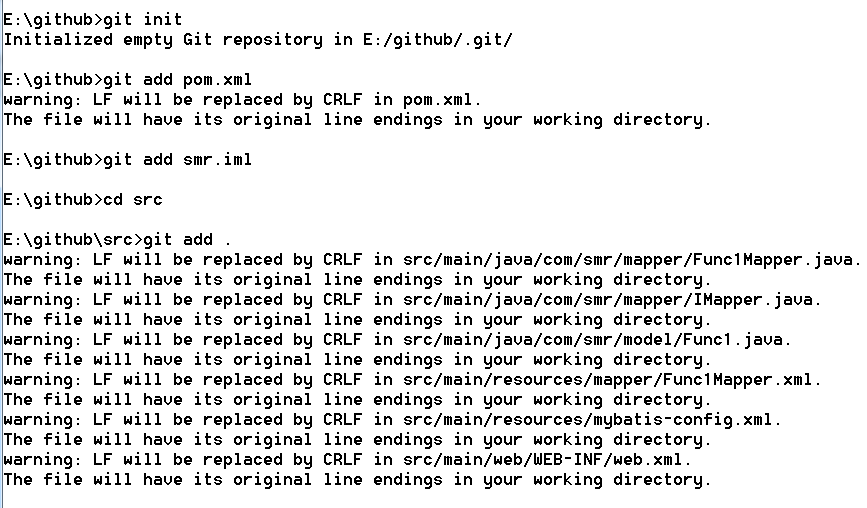 E:\github>git init
Initialized empty Git repository in E:/github/.git/
E:\github>git add pom.xml
warning: LF will be replaced by CRLF in pom.xml.
The file will have its original line endings in your working directory.
E:\github>git add smr.iml
E:\github>cd src
E:\github\src>git add .
warning: LF will be replaced by CRLF in src/main/java/com/smr/mapper/Func1Mapper.java.
The file will have its original line endings in your working directory.
warning: LF will be replaced by CRLF in src/main/java/com/smr/mapper/IMapper.java.
The file will have its original line endings in your working directory.
warning: LF will be replaced by CRLF in src/main/java/com/smr/model/Func1.java.
The file will have its original line endings in your working directory.
warning: LF will be replaced by CRLF in src/main/resources/mapper/Func1Mapper.xml.
The file will have its original line endings in your working directory.
warning: LF will be replaced by CRLF in src/main/resources/mybatis-config.xml.
The file will have its original line endings in your working directory.
warning: LF will be replaced by CRLF in src/main/web/WEB-INF/web.xml.
The file will have its original line endings in your working directory.